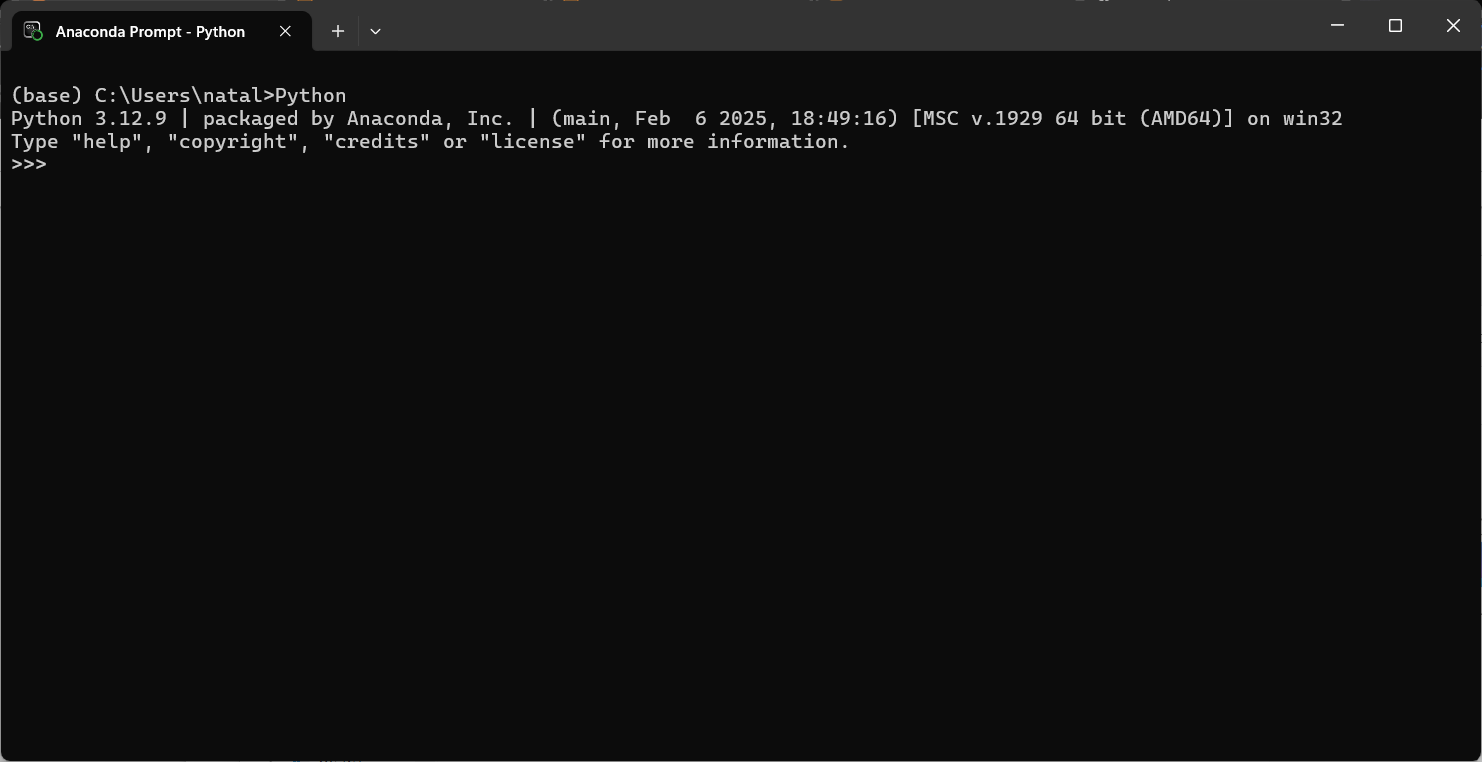 Anaconda Prompt - Python
(base) C:\Users\natal>Python
Python 3.12.9 | packaged by Anaconda, Inc. | (main, Feb  6 2025, 18:49:16) [MSC v.1929 64 bit (AMD64)] on win32
Type "help", "copyright", "credits" or "license" for more information.
>>>